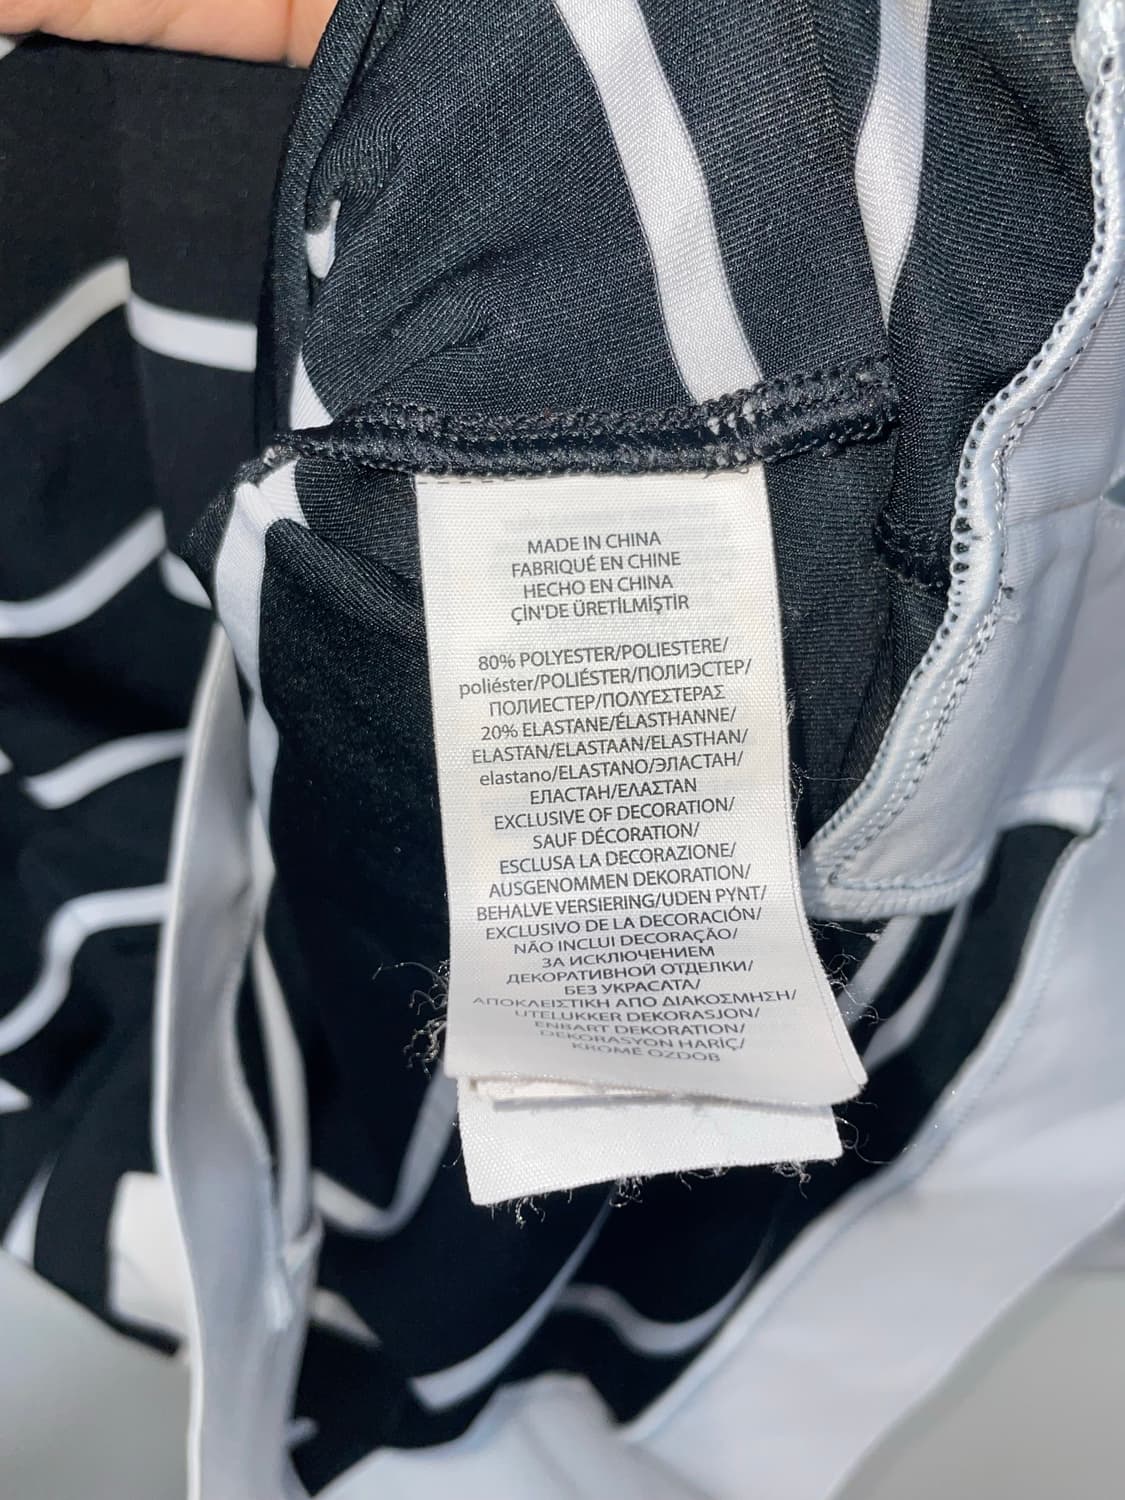 MADE IN CHINA
FABRIQUÉ EN CHINE
HECHO EN CHINA
ÇİN'DE ÜRETİLMİŞTİR
80% POLYESTER/POLIESTERE/
poliéster/POLIÉSTER/ПОЛИЭСТЕР/
ПОЛИЕСТЕР/ΠΟΛΥΕΣΤΕΡΑΣ
20% ELASTANE/ÉLASTHANNE/
ELASTAN/ELASTAAN/ELASTHAN/
elastano/ELASTANO/ЭЛАСТАН/
ЕЛАСТАН/ΕΛΑΣΤΑΝ
EXCLUSIVE OF DECORATION/
SAUF DÉCORATION/
ESCLUSA LA DECORAZIONE/
AUSGENOMMEN DEKORATION/
BEHALVE VERSIERING/UDEN PYNT/
EXCLUSIVO DE LA DECORACIÓN/
NÃO INCLUI DECORAÇÃO/
ЗА ИСКЛЮЧЕНИЕМ
ДЕКОРАТИВНОЙ ОТДЕЛКИ/
БЕЗ УКРАСАТА/
ΑΠΟΚΛΕΙΣΤΙΚΗ ΑΠΟ ΔΙΑΚΟΣΜΗΣΗ/
UTELUKKER DEKORASJON/
ENBART DEKORATION/
DEKORASYON HARİÇ/
KROMĚ OZDOB